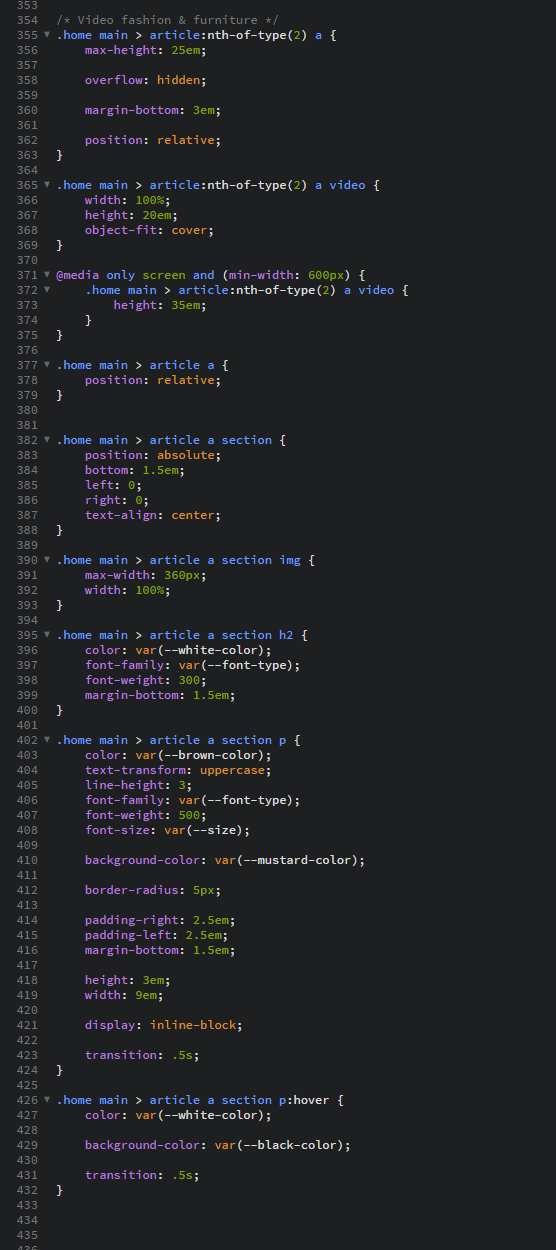 353
354 /* Video fashion & furniture */
355 .home main > article:nth-of-type(2) a {
356 max-height: 25em;
357
358 overflow: hidden;
359
360 margin-bottom: 3em;
361
362 position: relative;
363 }
364
365 .home main > article:nth-of-type(2) a video {
366 width: 100%;
367 height: 20em;
368 object-fit: cover;
369 }
370
371 @media only screen and (min-width: 600px) {
372 .home main > article:nth-of-type(2) a video {
373 height: 35em;
374 }
375 }
376
377 .home main > article a {
378 position: relative;
379 }
380
381
382 .home main > article a section {
383 position: absolute;
384 bottom: 1.5em;
385 left: 0;
386 right: 0;
387 text-align: center;
388 }
389
390 .home main > article a section img {
391 max-width: 360px;
392 width: 100%;
393 }
394
395 .home main > article a section h2 {
396 color: var(--white-color);
397 font-family: var(--font-type);
398 font-weight: 300;
399 margin-bottom: 1.5em;
400 }
401
402 .home main > article a section p {
403 color: var(--brown-color);
404 text-transform: uppercase;
405 line-height: 3;
406 font-family: var(--font-type);
407 font-weight: 500;
408 font-size: var(--size);
409
410 background-color: var(--mustard-color);
411
412 border-radius: 5px;
413
414 padding-right: 2.5em;
415 padding-left: 2.5em;
416 margin-bottom: 1.5em;
417
418 height: 3em;
419 width: 9em;
420
421 display: inline-block;
422
423 transition: .5s;
424 }
425
426 .home main > article a section p:hover {
427 color: var(--white-color);
428
429 background-color: var(--black-color);
430
431 transition: .5s;
432 }
433
434
435
436